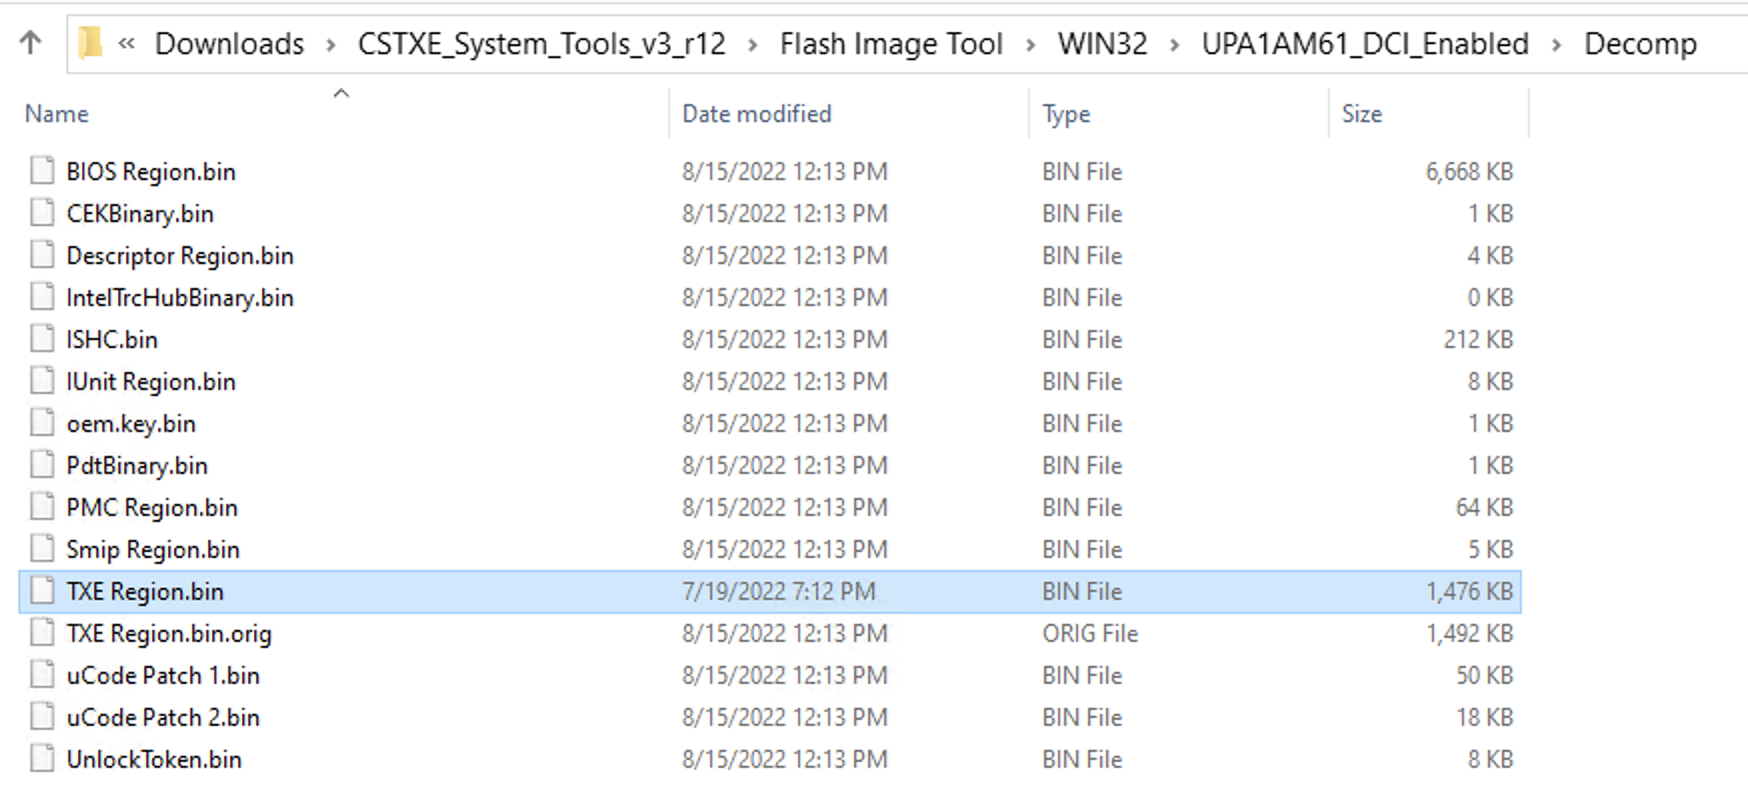 « Downloads › CSTXE_System_Tools_v3_r12 › Flash Image Tool › WIN32 › UPA1AM61_DCI_Enabled › Decomp
Name Date modified Type Size
BIOS Region.bin 8/15/2022 12:13 PM BIN File 6,668 KB
CEKBinary.bin 8/15/2022 12:13 PM BIN File 1 KB
Descriptor Region.bin 8/15/2022 12:13 PM BIN File 4 KB
IntelTrcHubBinary.bin 8/15/2022 12:13 PM BIN File 0 KB
ISHC.bin 8/15/2022 12:13 PM BIN File 212 KB
IUnit Region.bin 8/15/2022 12:13 PM BIN File 8 KB
oem.key.bin 8/15/2022 12:13 PM BIN File 1 KB
PdtBinary.bin 8/15/2022 12:13 PM BIN File 1 KB
PMC Region.bin 8/15/2022 12:13 PM BIN File 64 KB
Smip Region.bin 8/15/2022 12:13 PM BIN File 5 KB
TXE Region.bin 7/19/2022 7:12 PM BIN File 1,476 KB
TXE Region.bin.orig 8/15/2022 12:13 PM ORIG File 1,492 KB
uCode Patch 1.bin 8/15/2022 12:13 PM BIN File 50 KB
uCode Patch 2.bin 8/15/2022 12:13 PM BIN File 18 KB
UnlockToken.bin 8/15/2022 12:13 PM BIN File 8 KB